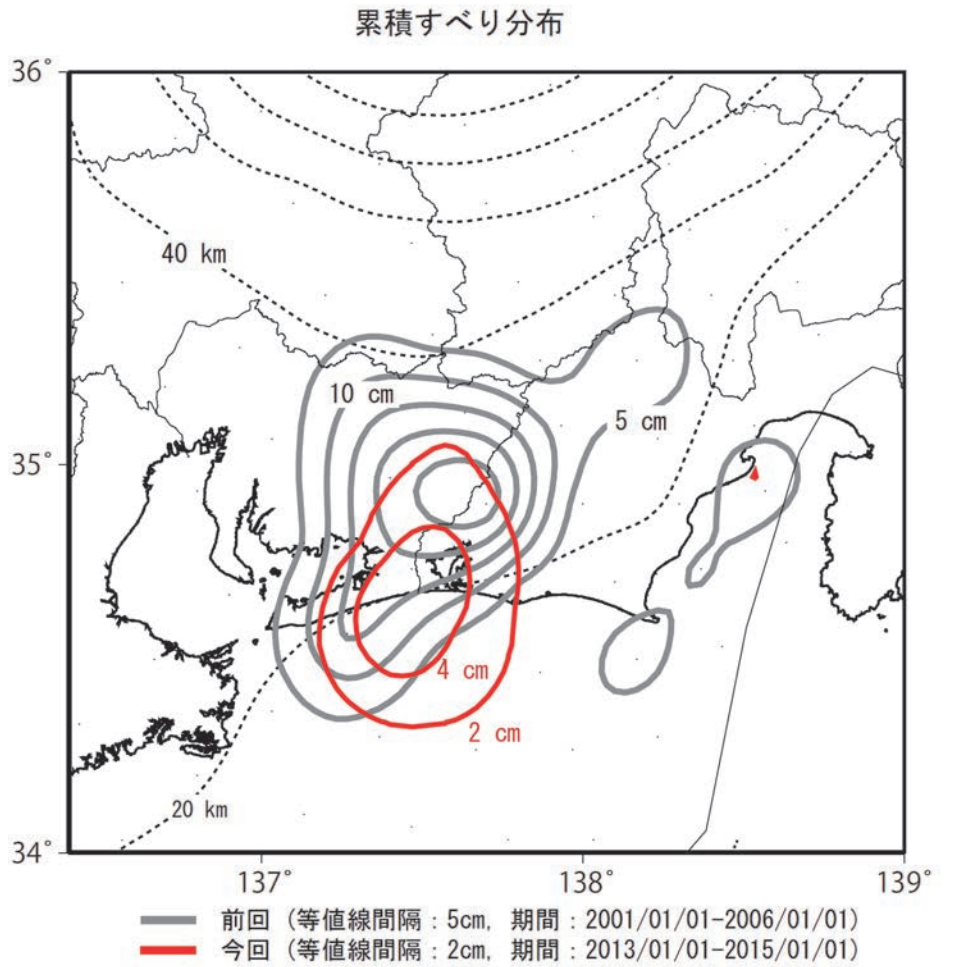 累積すべり分布
36°
40 km
10 cm
5 cm
35°
4 cm
2 cm
20 km
34°
137°
138°
139°
前回 (等値線間隔：5cm, 期間：2001/01/01-2006/01/01)
今回 (等値線間隔：2cm, 期間：2013/01/01-2015/01/01)